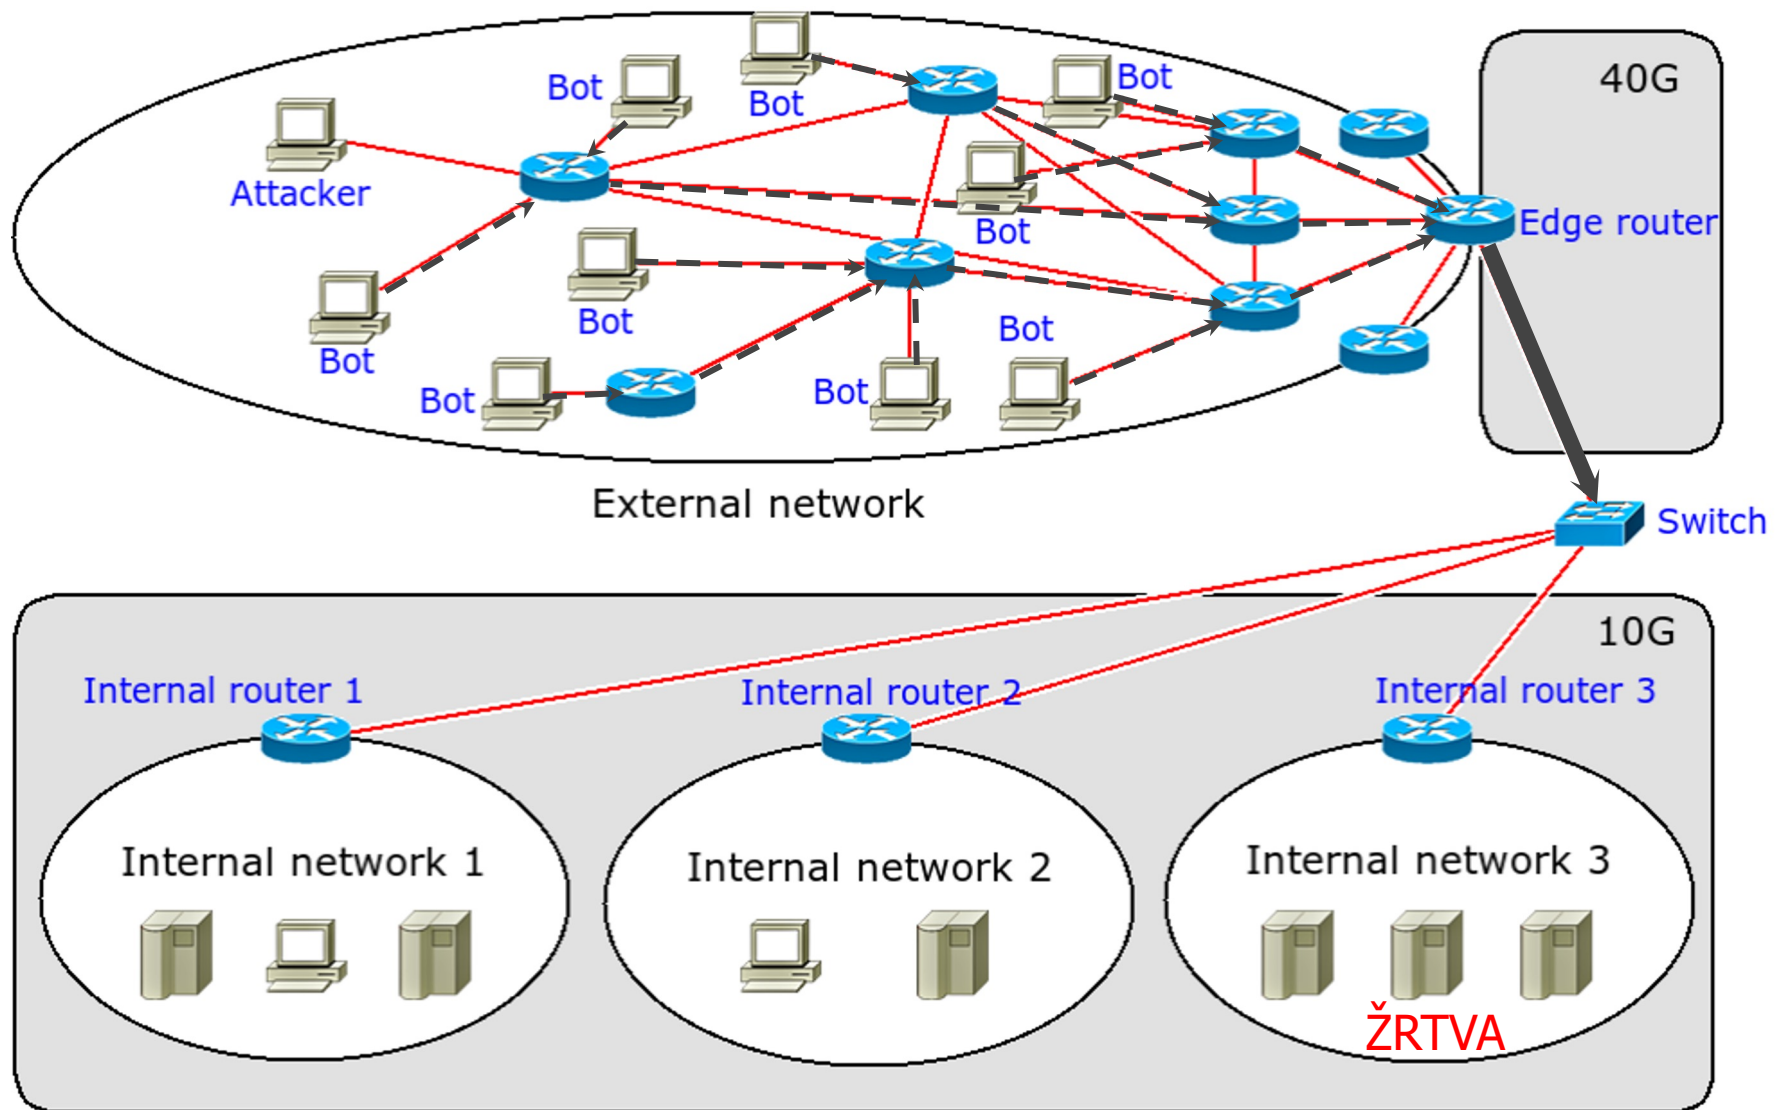 Bot
Bot
Bot
40G
Attacker
Bot
Edge router
Bot
Bot
Bot
Bot
Bot
External network
Switch
10G
Internal router 1
Internal router 2
Internal router 3
Internal network 1
Internal network 2
Internal network 3
ŽRTVA